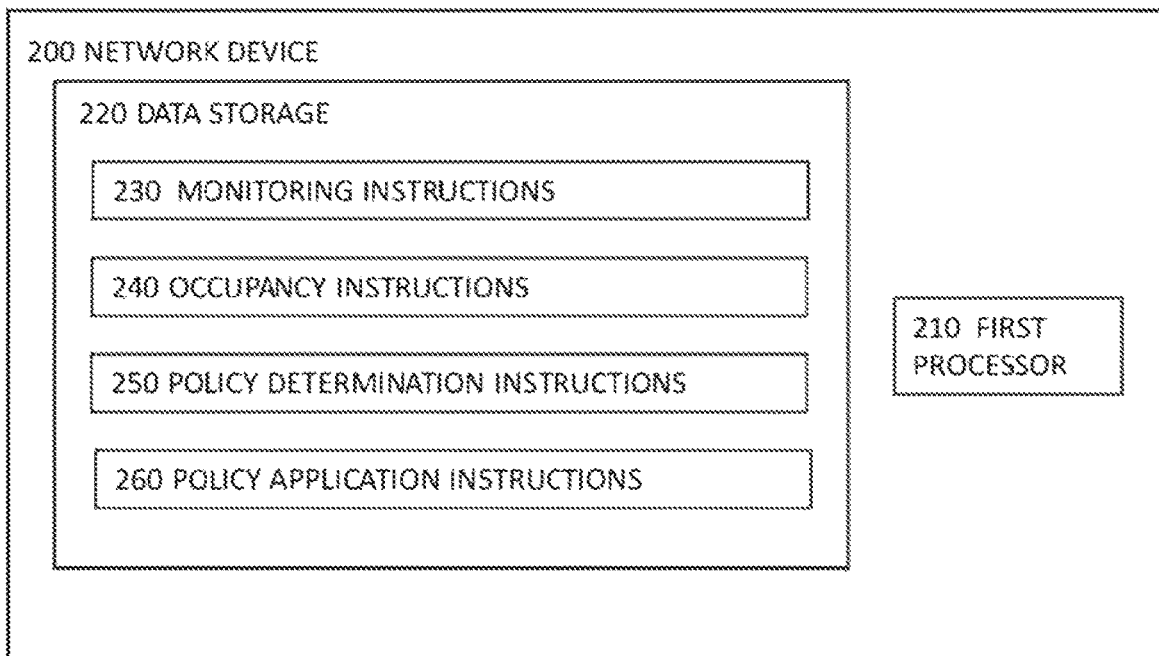 200 NETWORK DEVICE
220 DATA STORAGE
230 MONITORING INSTRUCTIONS
240 OCCUPANCY INSTRUCTIONS
250 POLICY DETERMINATION INSTRUCTIONS
260 POLICY APPLICATION INSTRUCTIONS
210 FIRST
PROCESSOR